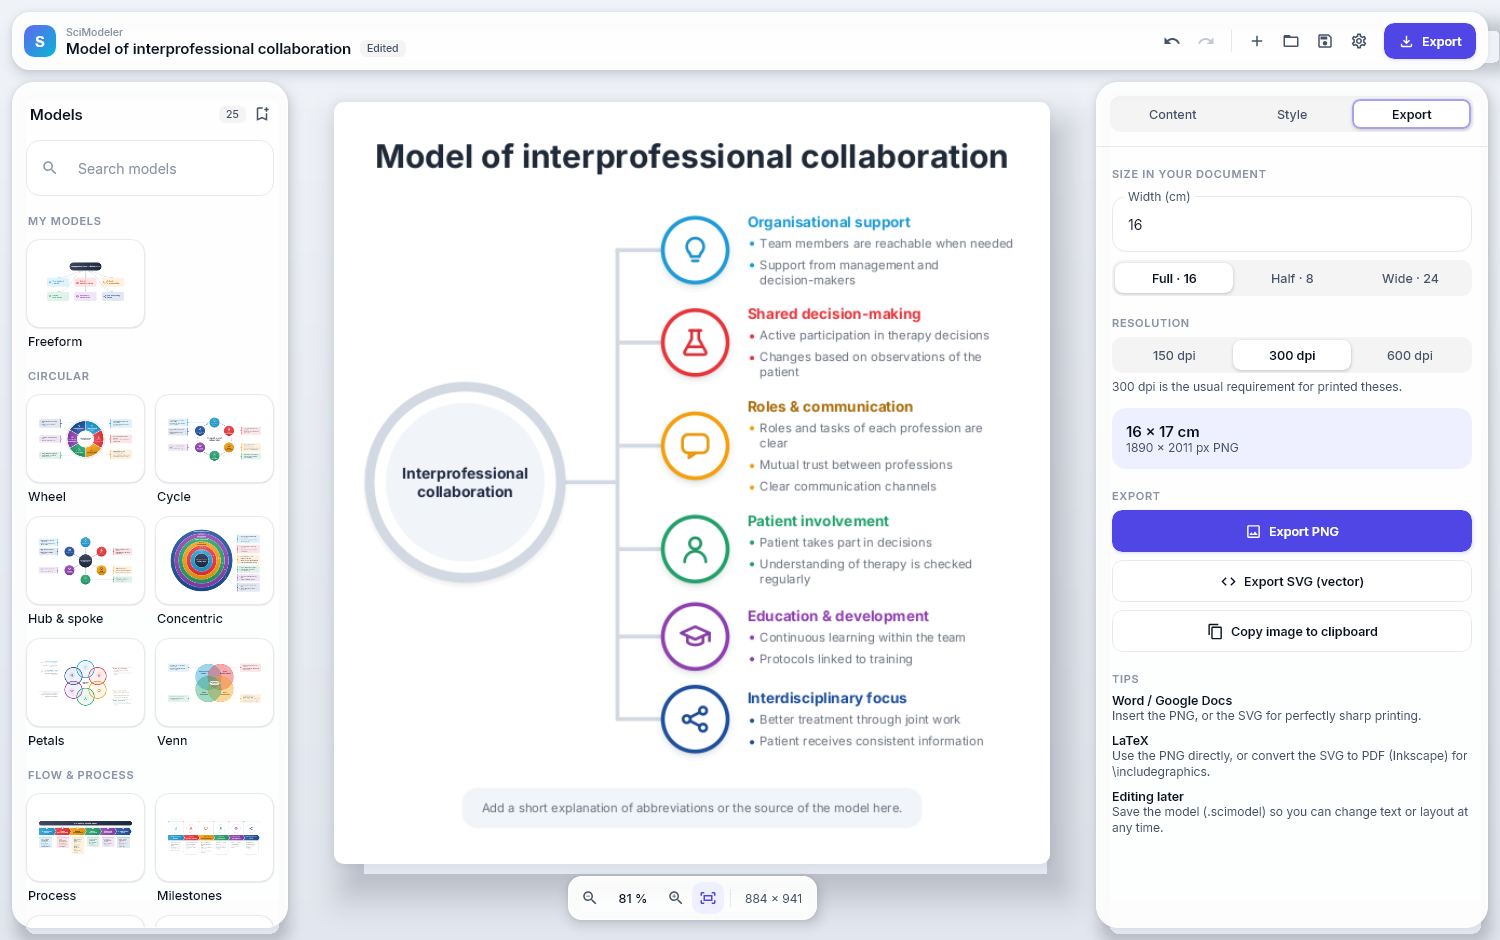 S
SciModeler
Model of interprofessional collaboration
Edited
Export
Models
25
Search models
MY MODELS
Freeform
CIRCULAR
Wheel
Cycle
Hub & spoke
Concentric
Petals
Venn
FLOW & PROCESS
Process
Milestones
Model of interprofessional collaboration
Interprofessional
collaboration
Organisational support
• Team members are reachable when needed
• Support from management and
decision-makers
Shared decision-making
• Active participation in therapy decisions
• Changes based on observations of the
patient
Roles & communication
• Roles and tasks of each profession are
clear
• Mutual trust between professions
• Clear communication channels
Patient involvement
• Patient takes part in decisions
• Understanding of therapy is checked
regularly
Education & development
• Continuous learning within the team
• Protocols linked to training
Interdisciplinary focus
• Better treatment through joint work
• Patient receives consistent information
Add a short explanation of abbreviations or the source of the model here.
81 %
884 × 941
Content
Style
Export
SIZE IN YOUR DOCUMENT
Width (cm)
16
Full · 16
Half · 8
Wide · 24
RESOLUTION
150 dpi
300 dpi
600 dpi
300 dpi is the usual requirement for printed theses.
16 × 17 cm
1890 × 2011 px PNG
EXPORT
Export PNG
Export SVG (vector)
Copy image to clipboard
TIPS
Word / Google Docs
Insert the PNG, or the SVG for perfectly sharp printing.
LaTeX
Use the PNG directly, or convert the SVG to PDF (Inkscape) for
\includegraphics.
Editing later
Save the model (.scimodel) so you can change text or layout at
any time.